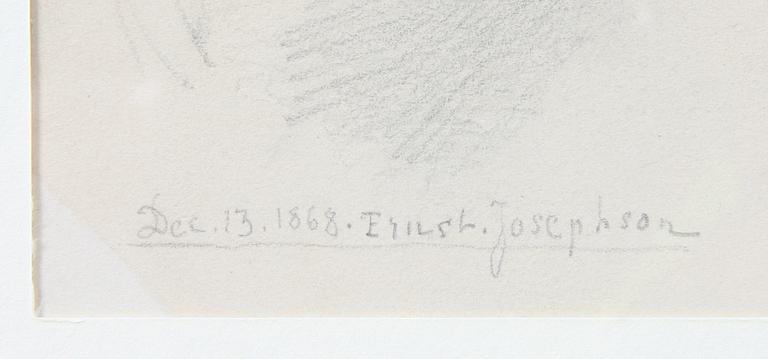 Dec. 13. 1868. Ernst. Josephson